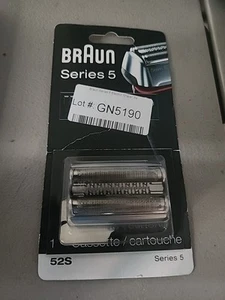 BRAUN
Series 5
Lot # GN5190
1 Cassette / cartouche
52S
Series 5